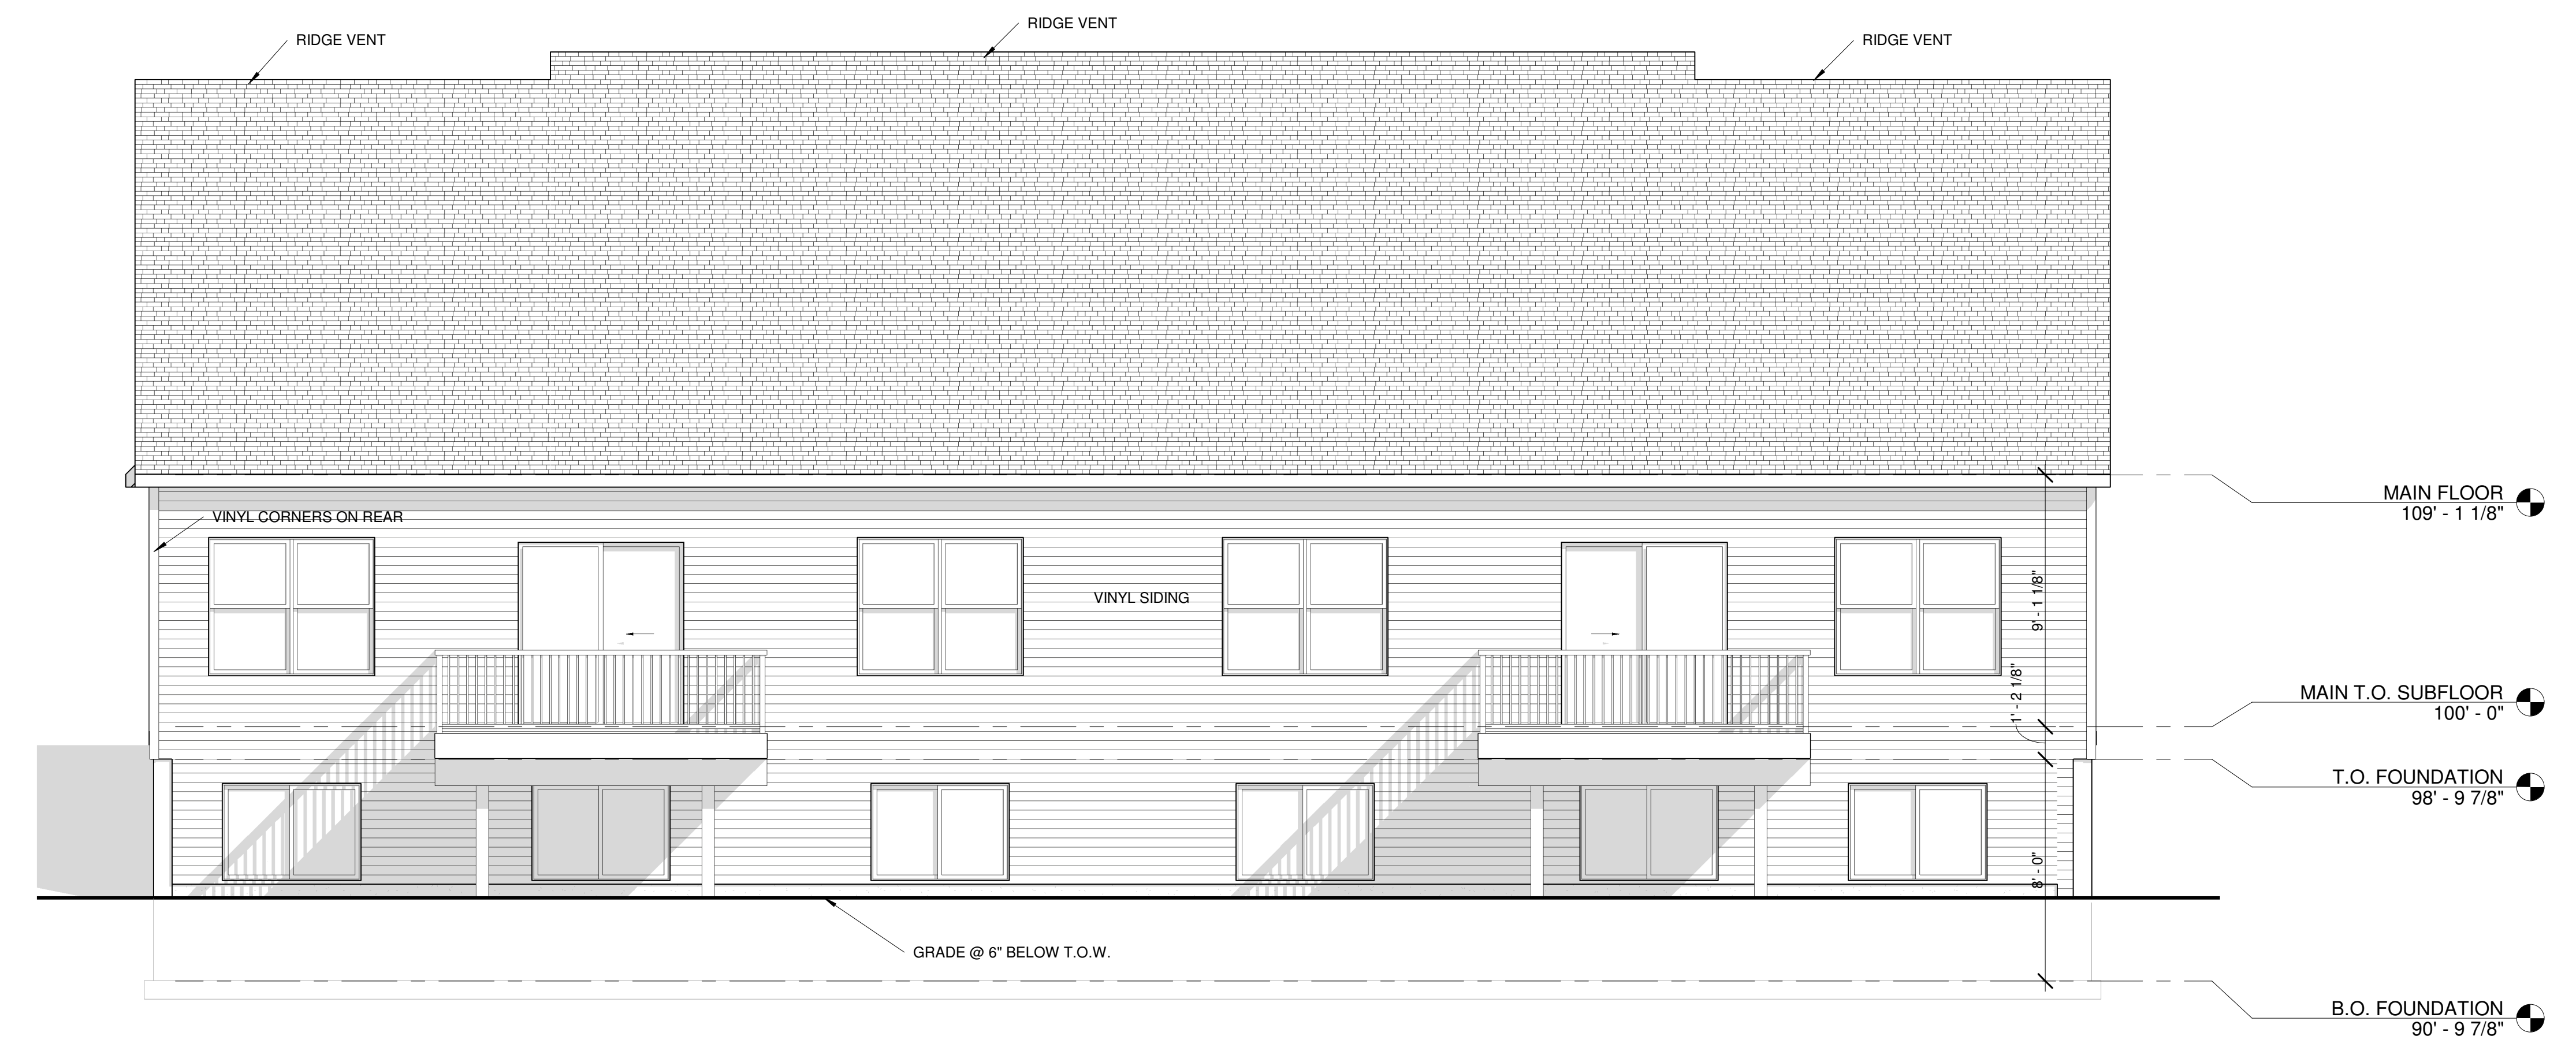 RIDGE VENT
RIDGE VENT
RIDGE VENT
MAIN FLOOR
109' - 1 1/8"
VINYL CORNERS ON REAR
VINYL SIDING
9' - 1 1/8"
1' - 2 1/8"
MAIN T.O. SUBFLOOR
100' - 0"
T.O. FOUNDATION
98' - 9 7/8"
8' - 0"
GRADE @ 6" BELOW T.O.W.
B.O. FOUNDATION
90' - 9 7/8"